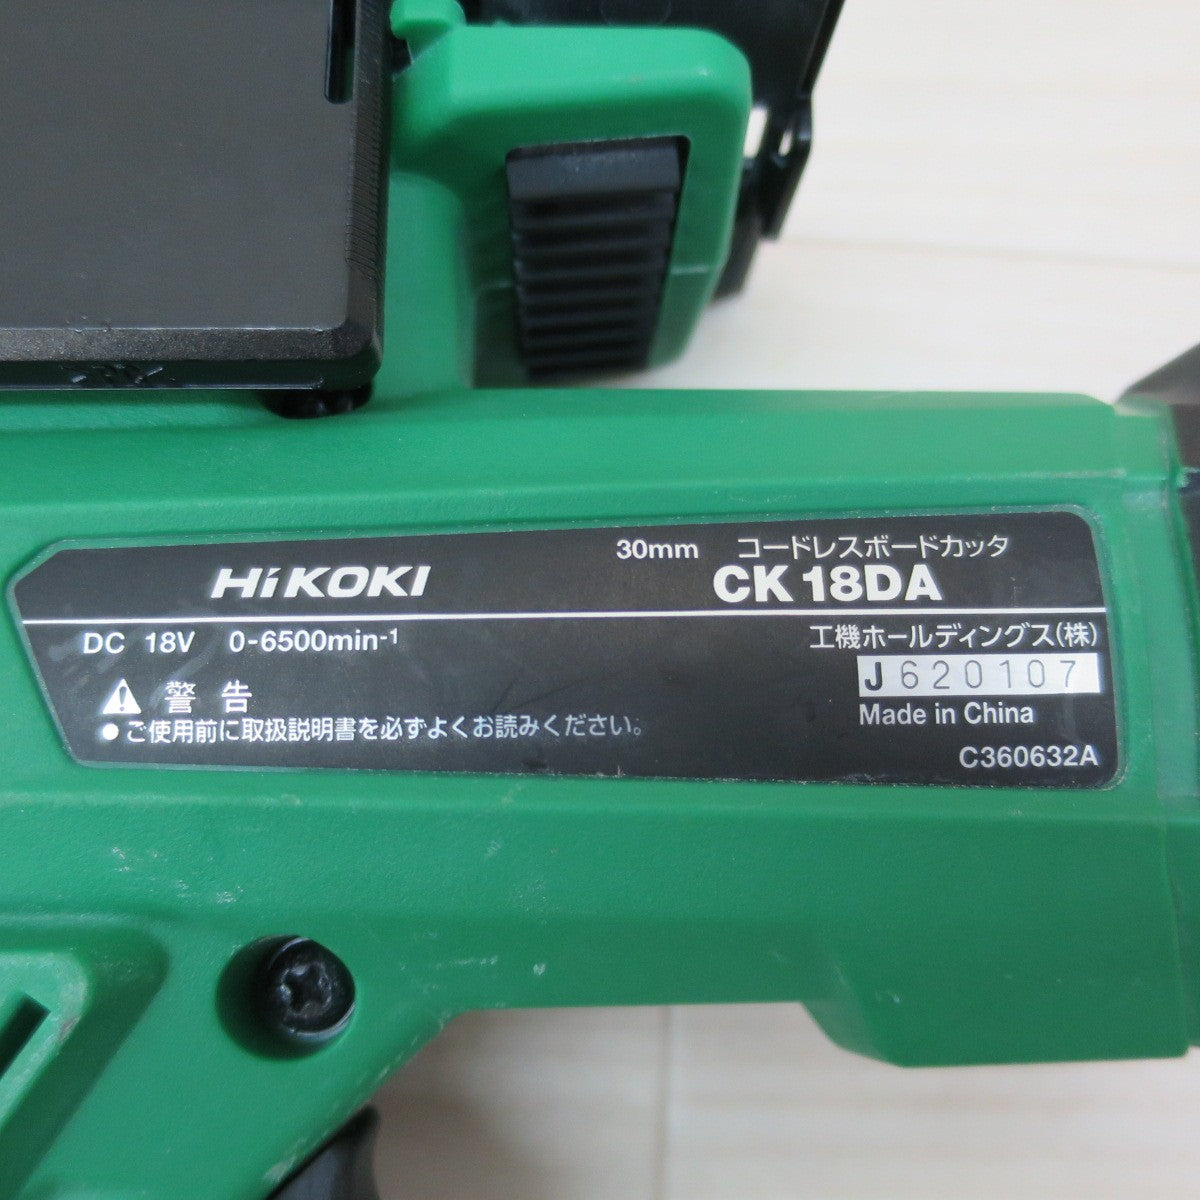 30mm コードレスボードカッタ
HiKOKI CK 18DA
DC 18V 0-6500min-1
工機ホールディングス(株)
J 620107
⚠ 警告
Made in China
●ご使用前に取扱説明書を必ずよくお読みください。
C360632A